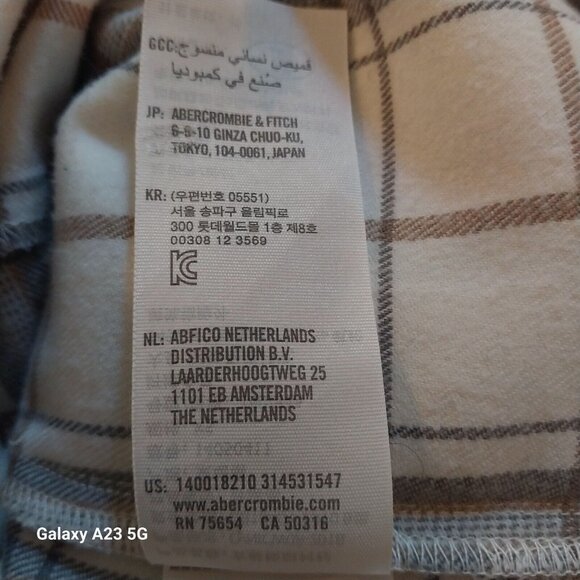 GCC: قميص نسائي منسوج
صنع في كمبوديا
JP: ABERCROMBIE & FITCH
6-9-10 GINZA CHUO-KU,
TOKYO, 104-0061, JAPAN
KR: (우편번호 05551)
서울 송파구 올림픽로
300 롯데월드몰 1층 제8호
00308 12 3569
NL: ABFICO NETHERLANDS
DISTRIBUTION B.V.
LAARDERHOOGTWEG 25
1101 EB AMSTERDAM
THE NETHERLANDS
US: 140018210 314531547
www.abercrombie.com
RN 75654 CA 50316
Galaxy A23 5G